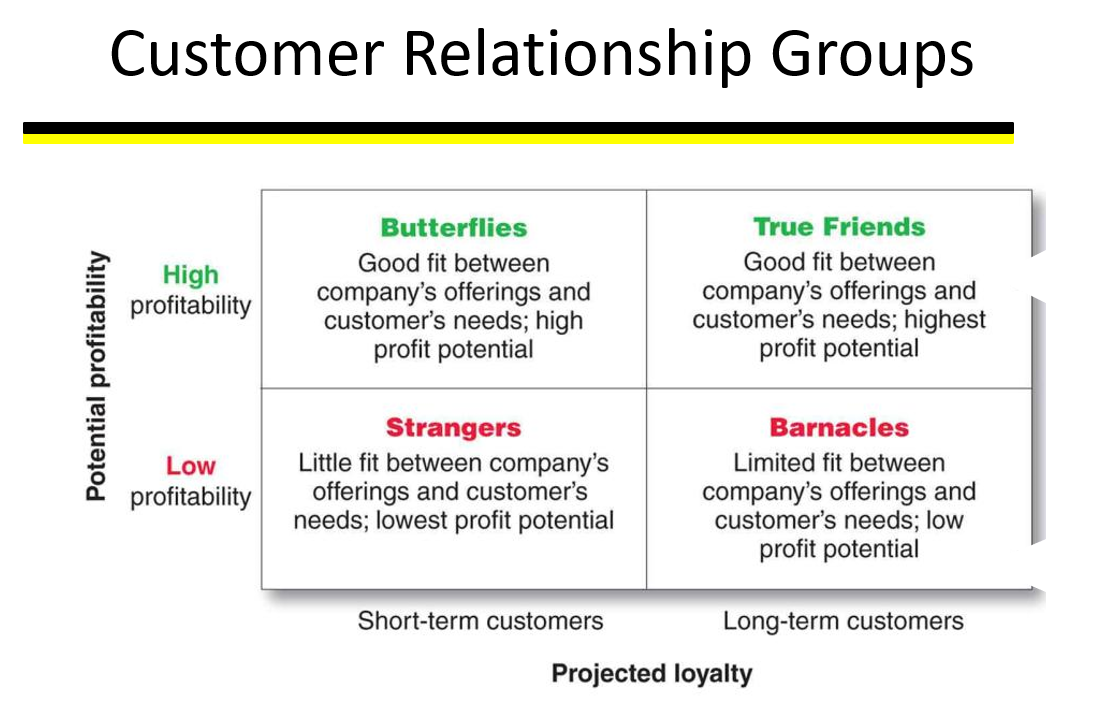 Customer Relationship Groups
Potential profitability
High
profitability
Butterflies
Good fit between
company’s offerings and
customer’s needs; high
profit potential
True Friends
Good fit between
company’s offerings and
customer’s needs; highest
profit potential
Low
profitability
Strangers
Little fit between company’s
offerings and customer’s
needs; lowest profit potential
Barnacles
Limited fit between
company’s offerings and
customer’s needs; low
profit potential
Short-term customers
Long-term customers
Projected loyalty